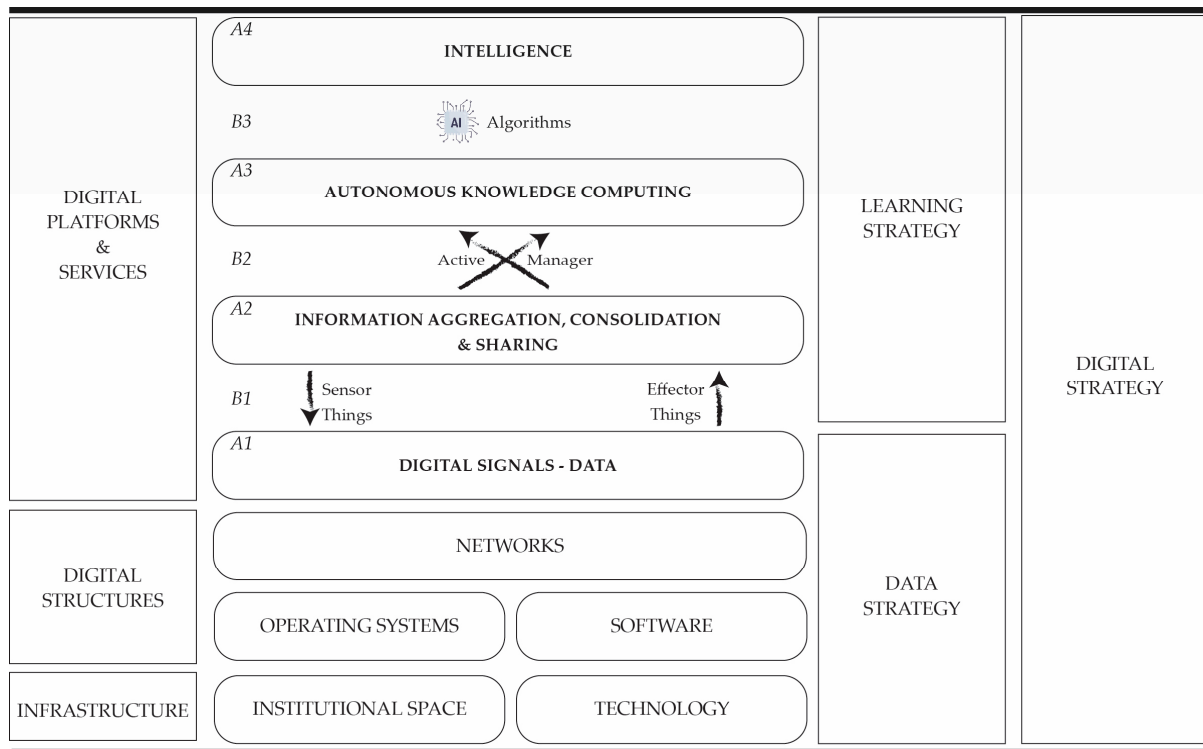 A4
INTELLIGENCE
B3
AI Algorithms
A3
AUTONOMOUS KNOWLEDGE COMPUTING
B2
Active Manager
A2
INFORMATION AGGREGATION, CONSOLIDATION
& SHARING
B1
Sensor
Things
Effector
Things
A1
DIGITAL SIGNALS - DATA
NETWORKS
OPERATING SYSTEMS
SOFTWARE
INSTITUTIONAL SPACE
TECHNOLOGY
DIGITAL
PLATFORMS
&
SERVICES
DIGITAL
STRUCTURES
INFRASTRUCTURE
LEARNING
STRATEGY
DATA
STRATEGY
DIGITAL
STRATEGY